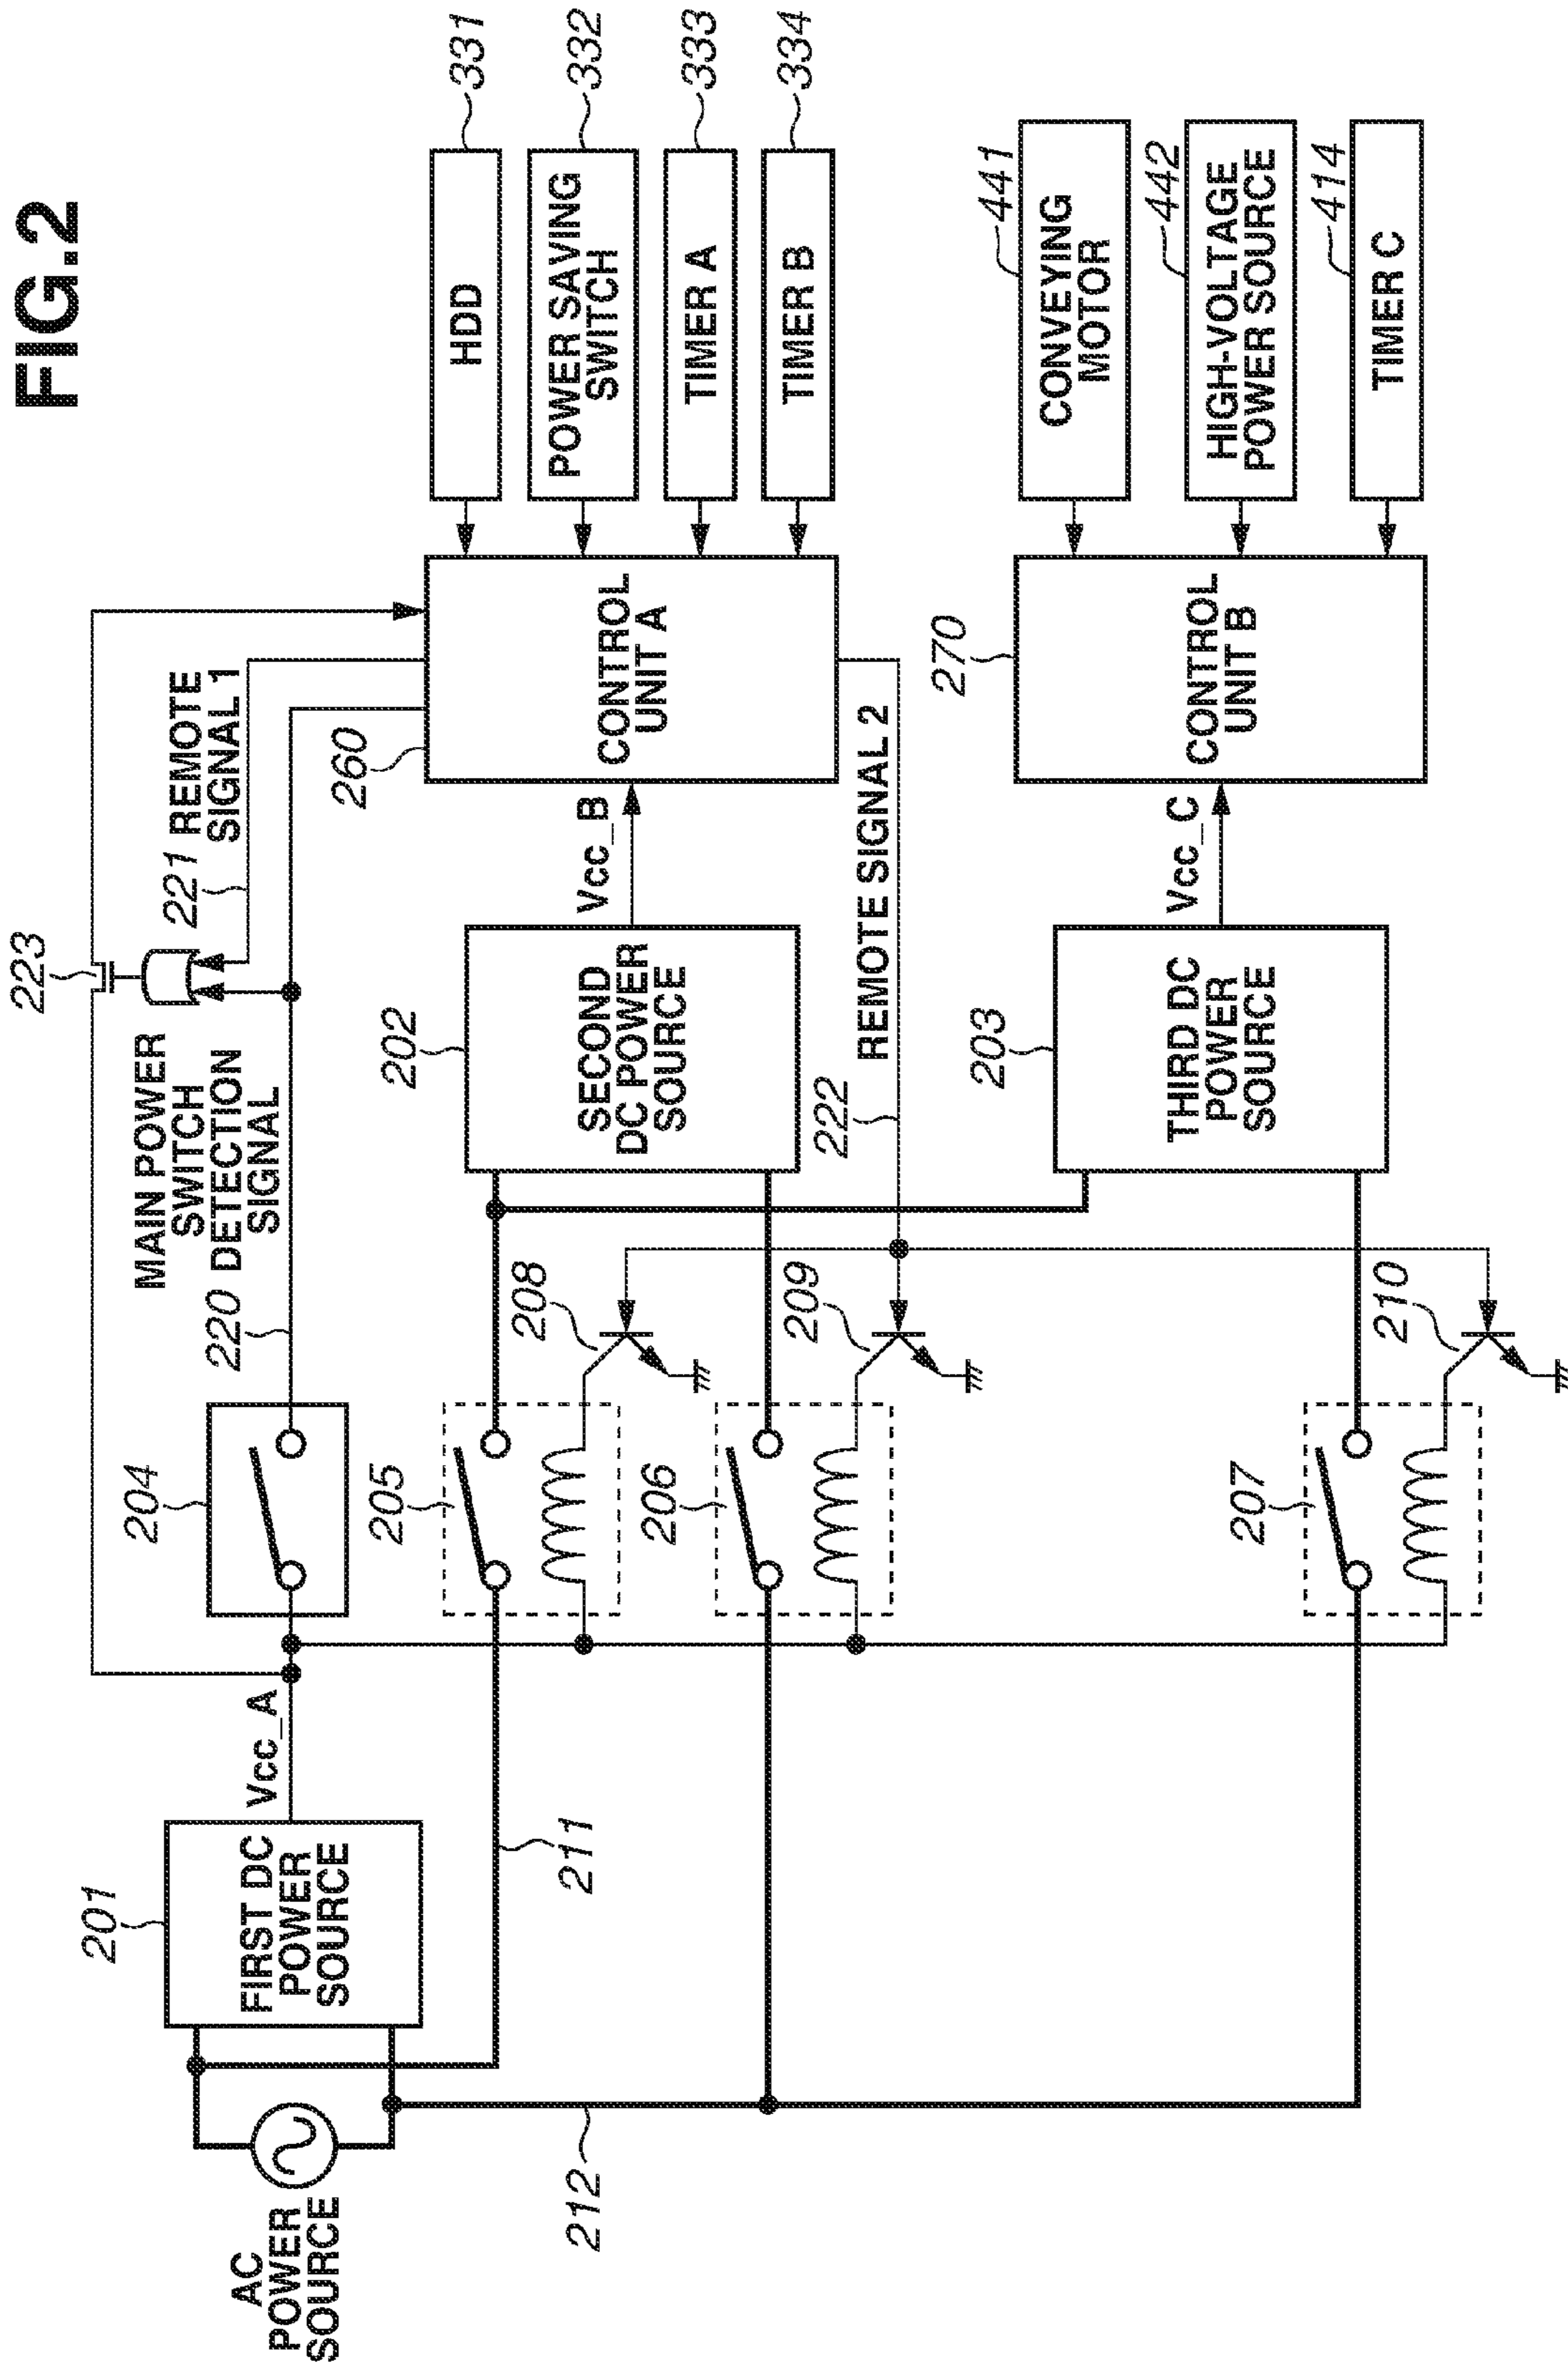 FIG.2
AC
POWER
SOURCE
201
FIRST DC
POWER
SOURCE
Vcc_A
211
212
204
205
206
207
208
209
210
220
MAIN POWER
SWITCH
DETECTION
SIGNAL
223
221
REMOTE
SIGNAL 1
202
SECOND
DC POWER
SOURCE
Vcc_B
222
REMOTE SIGNAL 2
203
THIRD DC
POWER
SOURCE
Vcc_C
260
CONTROL
UNIT A
270
CONTROL
UNIT B
HDD
331
POWER SAVING
SWITCH
332
TIMER A
333
TIMER B
334
CONVEYING
MOTOR
441
HIGH-VOLTAGE
POWER SOURCE
442
TIMER C
414